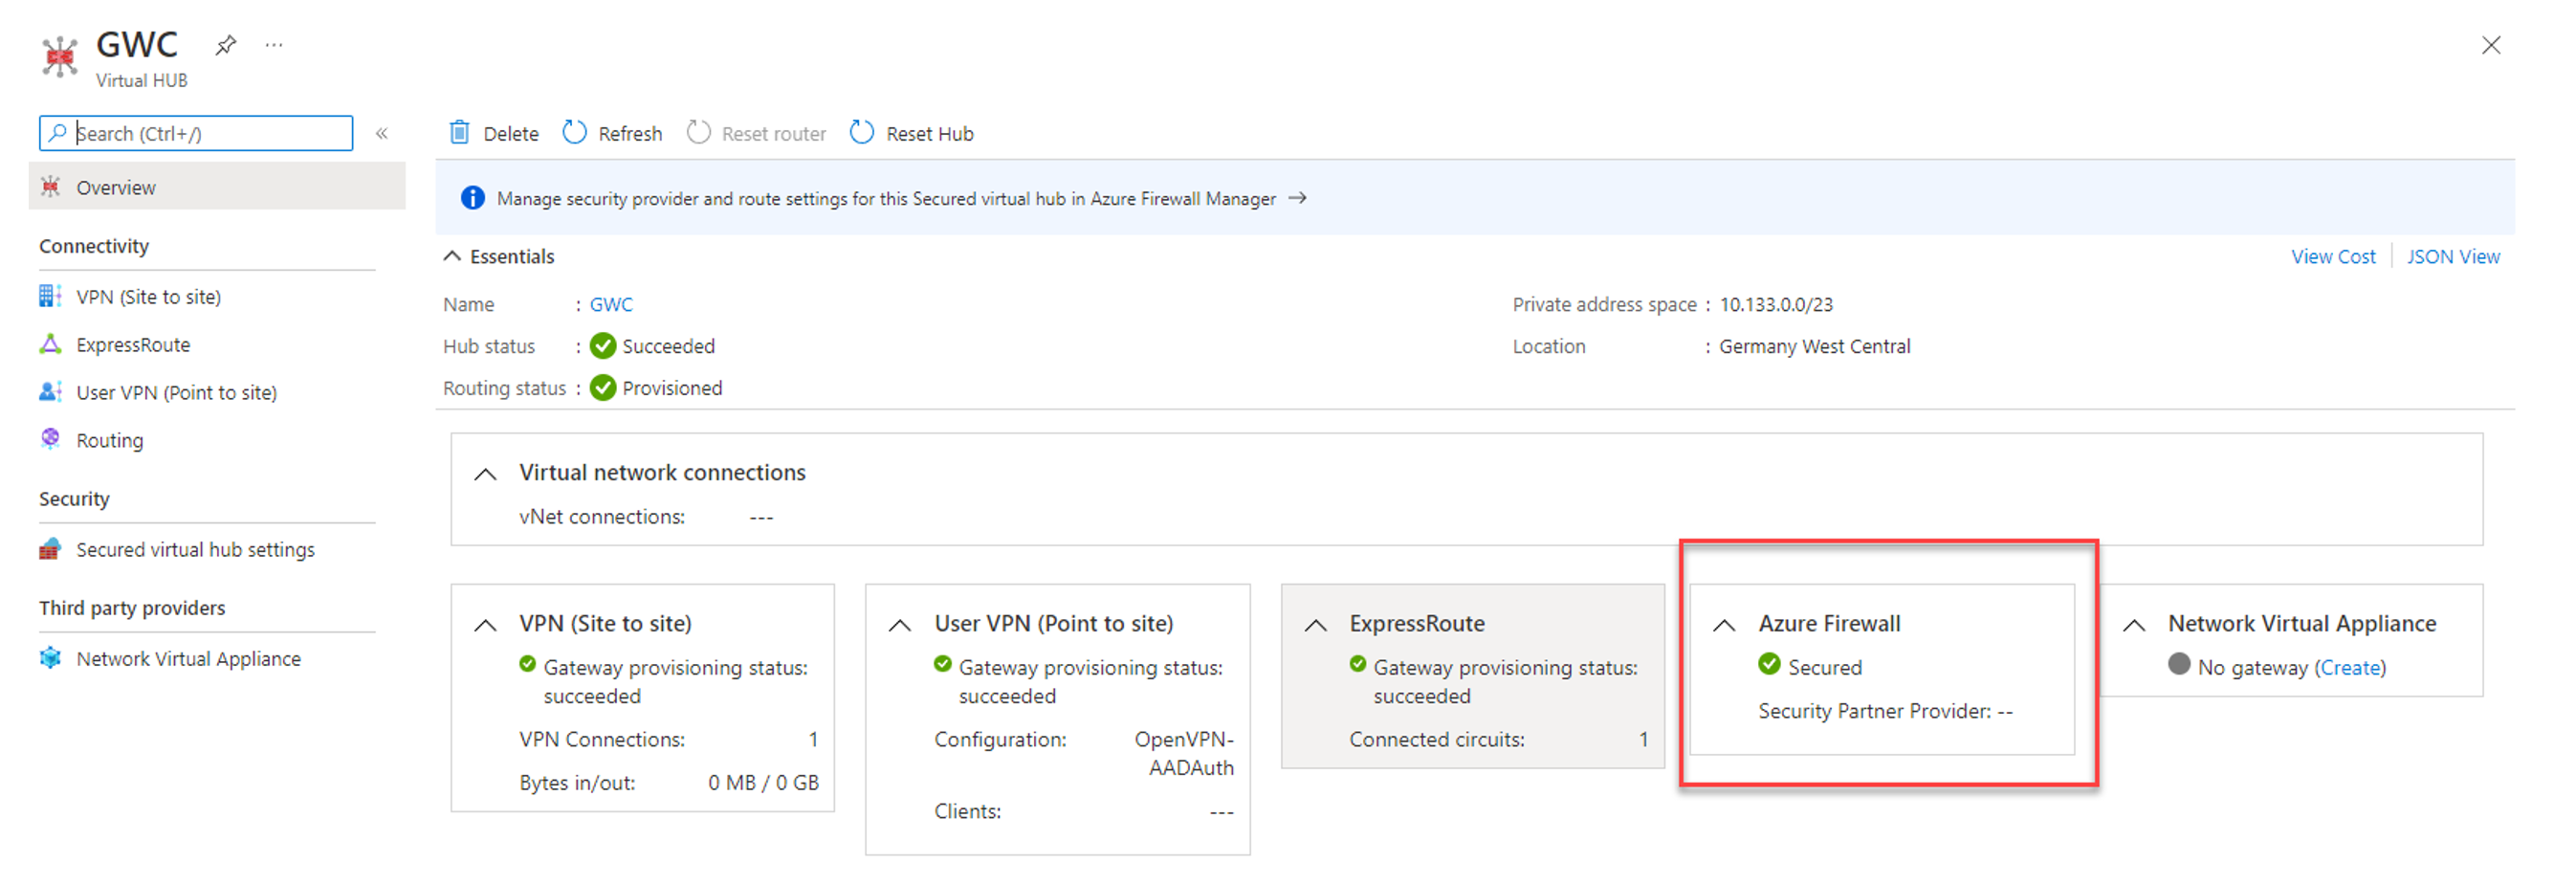 GWC
...
Virtual HUB
Search (Ctrl+/)
«
Delete
Refresh
Reset router
Reset Hub
Overview
Manage security provider and route settings for this Secured virtual hub in Azure Firewall Manager →
Connectivity
Essentials
View Cost
JSON View
VPN (Site to site)
ExpressRoute
User VPN (Point to site)
Routing
Name : GWC
Private address space : 10.133.0.0/23
Hub status : Succeeded
Location : Germany West Central
Routing status : Provisioned
Security
Secured virtual hub settings
Third party providers
Network Virtual Appliance
Virtual network connections
vNet connections: ---
VPN (Site to site)
Gateway provisioning status:
succeeded
VPN Connections: 1
Bytes in/out: 0 MB / 0 GB
User VPN (Point to site)
Gateway provisioning status:
succeeded
Configuration: OpenVPN-
AADAuth
Clients: ---
ExpressRoute
Gateway provisioning status:
succeeded
Connected circuits: 1
Azure Firewall
Secured
Security Partner Provider: --
Network Virtual Appliance
No gateway (Create)